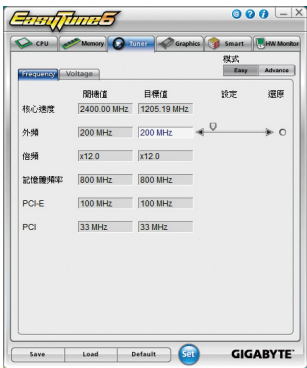 EasyTune6
CPU Memory Tuner Graphics Smart HW Monitor
模式
Frequency Voltage Easy Advance
開機值 目標值 設定 還原
核心速度 2400.00 MHz 1205.19 MHz
外頻 200 MHz 200 MHz
倍頻 x12.0 x12.0
記憶體頻率 800 MHz 800 MHz
PCI-E 100 MHz 100 MHz
PCI 33 MHz 33 MHz
Save Load Default Set GIGABYTE